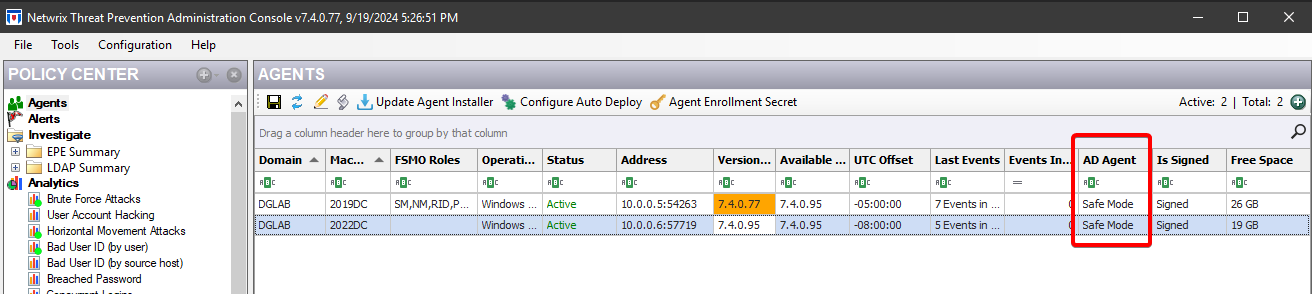 Netwrix Threat Prevention Administration Console v7.4.0.77, 9/19/2024 5:26:51 PM
File Tools Configuration Help
POLICY CENTER
Agents
Alerts
Investigate
EPE Summary
LDAP Summary
Analytics
Brute Force Attacks
User Account Hacking
Horizontal Movement Attacks
Bad User ID (by user)
Bad User ID (by source host)
Breached Password
Concurrent Logins
AGENTS
Update Agent Installer Configure Auto Deploy Agent Enrollment Secret Active: 2 | Total: 2
Drag a column header here to group by that column
Domain Mac... FSMO Roles Operati... Status Address Version... Available ... UTC Offset Last Events Events In... AD Agent Is Signed Free Space
DGLAB 2019DC SM,NM,RID,P... Windows ... Active 10.0.0.5:54263 7.4.0.77 7.4.0.95 -05:00:00 7 Events in ... Safe Mode Signed 26 GB
DGLAB 2022DC Windows ... Active 10.0.0.6:57719 7.4.0.95 7.4.0.95 -08:00:00 5 Events in ... Safe Mode Signed 19 GB